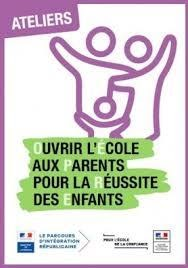 ATELIERS
OUVRIR L'ÉCOLE
AUX PARENTS
POUR LA RÉUSSITE
DES ENFANTS
LE PARCOURS
D'INTÉGRATION
RÉPUBLICAINE
POUR L'ÉCOLE
DE LA CONFIANCE